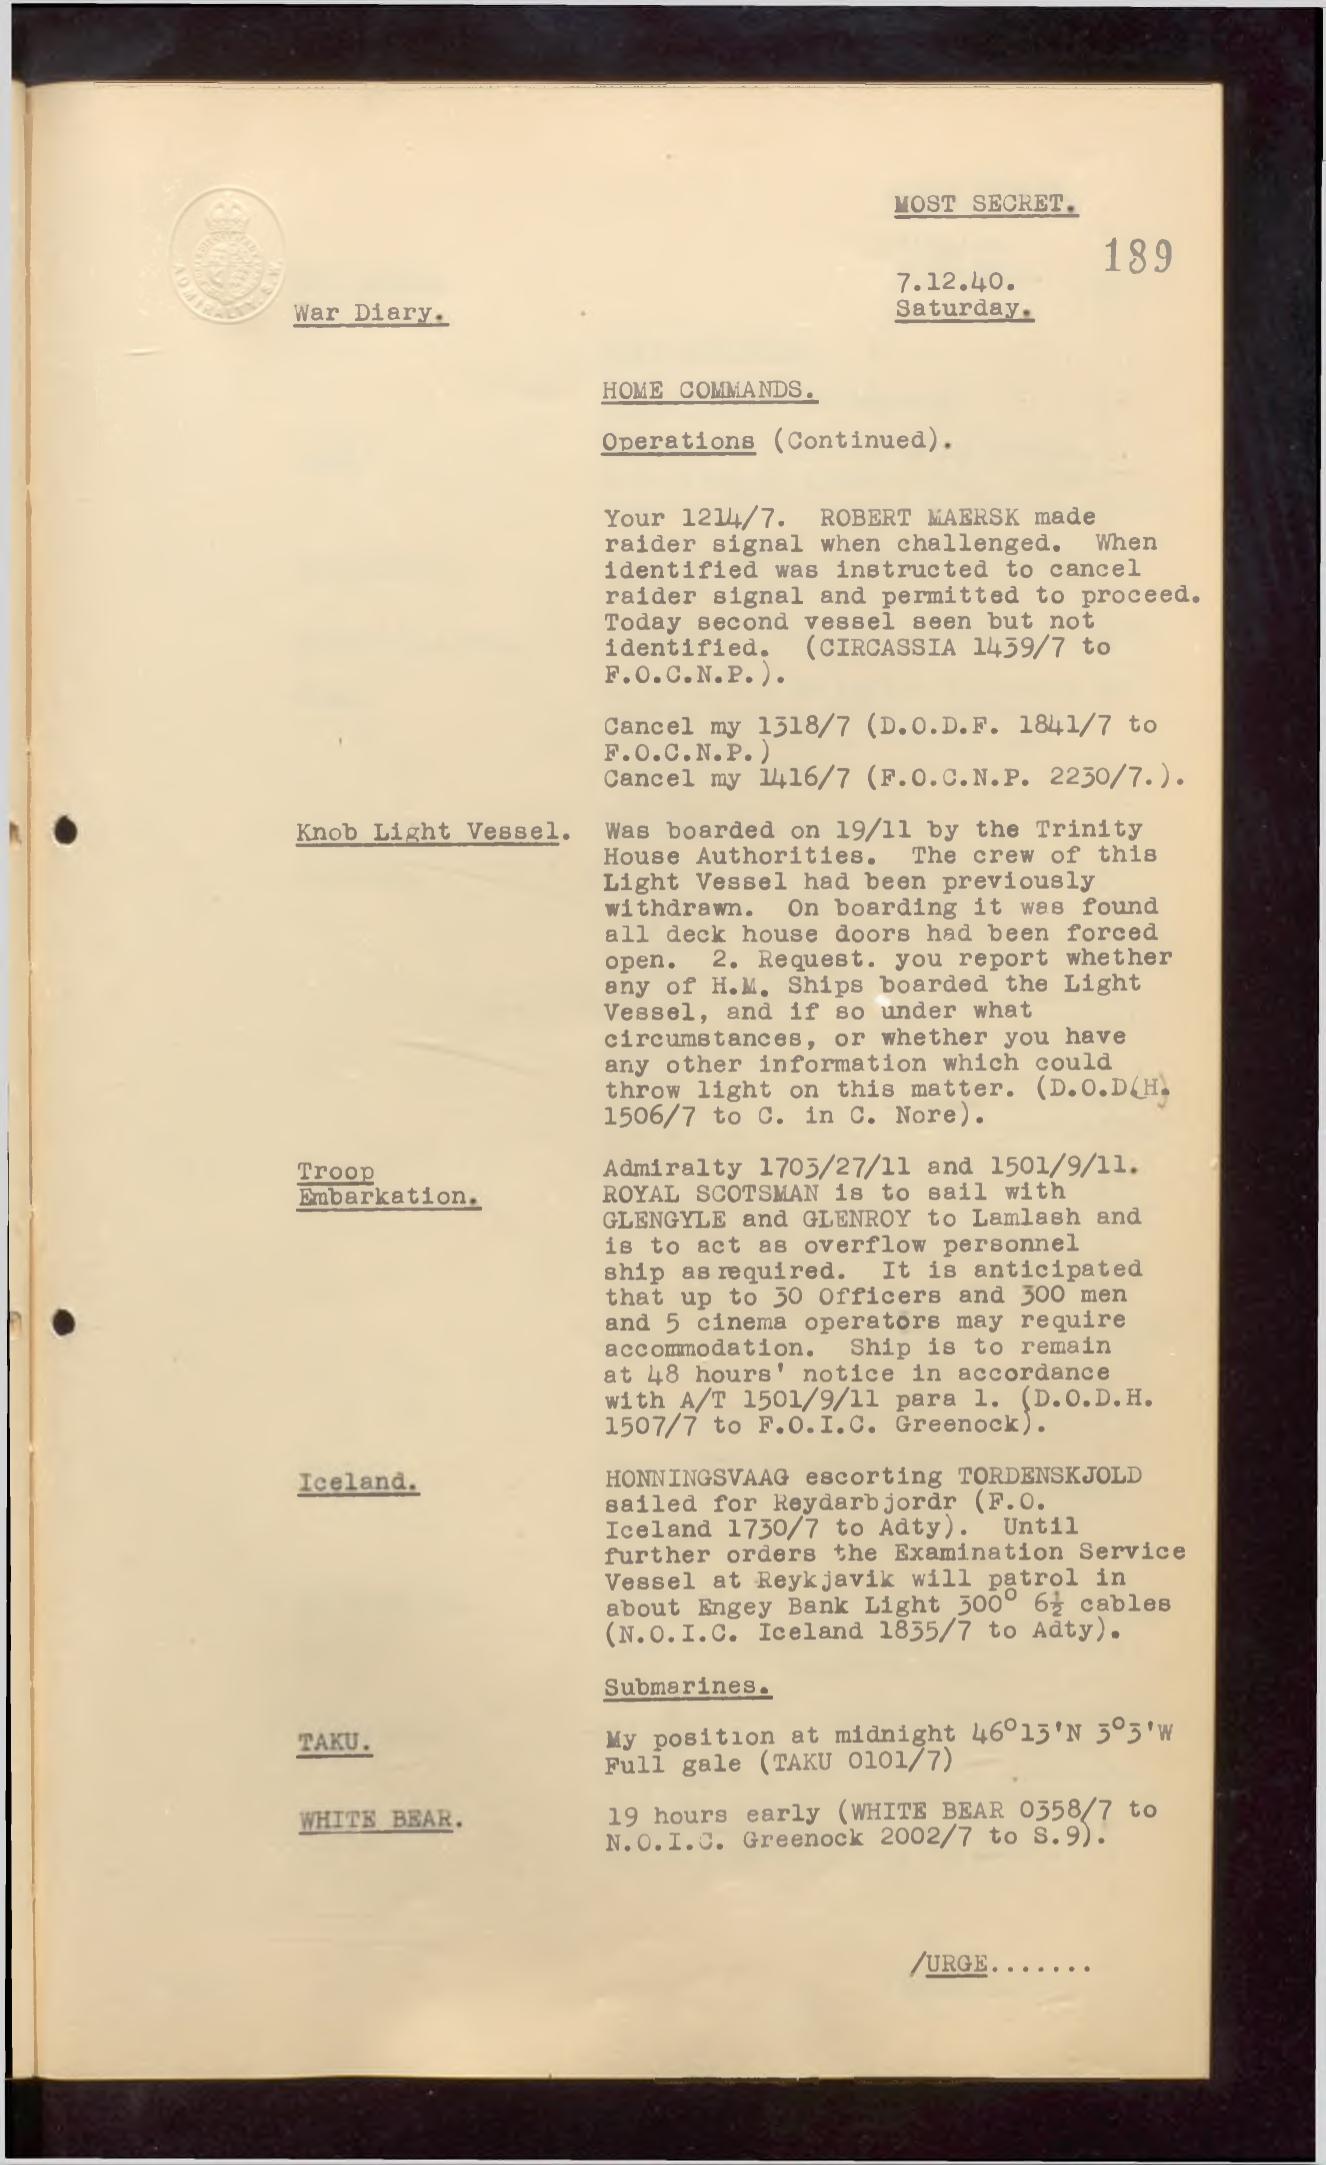 MOST SECRET.
189
7.12.40.
War Diary.
Saturday.
HOME COMMANDS.
Operations (Continued).
Your 1214/7. ROBERT MAERSK made
raider signal when challenged. When
identified was instructed to cancel
raider signal and permitted to proceed.
Today second vessel seen but not
identified. (CIRCASSIA 1439/7 to
F.O.C.N.P.).
Cancel my 1318/7 (D.O.D.F. 1841/7 to
F.O.C.N.P.)
Cancel my 1416/7 (F.O.C.N.P. 2230/7.).
Knob Light Vessel. Was boarded on 19/11 by the Trinity
House Authorities. The crew of this
Light Vessel had been previously
withdrawn. On boarding it was found
all deck house doors had been forced
open. 2. Request. you report whether
any of H.M. Ships boarded the Light
Vessel, and if so under what
circumstances, or whether you have
any other information which could
throw light on this matter. (D.O.D(H)
1506/7 to C. in C. Nore).
Troop Admiralty 1703/27/11 and 1501/9/11.
Embarkation. ROYAL SCOTSMAN is to sail with
GLENGYLE and GLENROY to Lamlash and
is to act as overflow personnel
ship as required. It is anticipated
that up to 30 Officers and 300 men
and 5 cinema operators may require
accommodation. Ship is to remain
at 48 hours' notice in accordance
with A/T 1501/9/11 para 1. (D.O.D.H.
1507/7 to F.O.I.C. Greenock).
Iceland. HONNINGSVAAG escorting TORDENSKJOLD
sailed for Reydarbjordr (F.O.
Iceland 1730/7 to Adty). Until
further orders the Examination Service
Vessel at Reykjavik will patrol in
about Engey Bank Light 300° 6½ cables
(N.O.I.C. Iceland 1835/7 to Adty).
Submarines.
TAKU. My position at midnight 46°13'N 3°3'W
Full gale (TAKU 0101/7)
WHITE BEAR. 19 hours early (WHITE BEAR 0358/7 to
N.O.I.C. Greenock 2002/7 to S.9).
/URGE.......